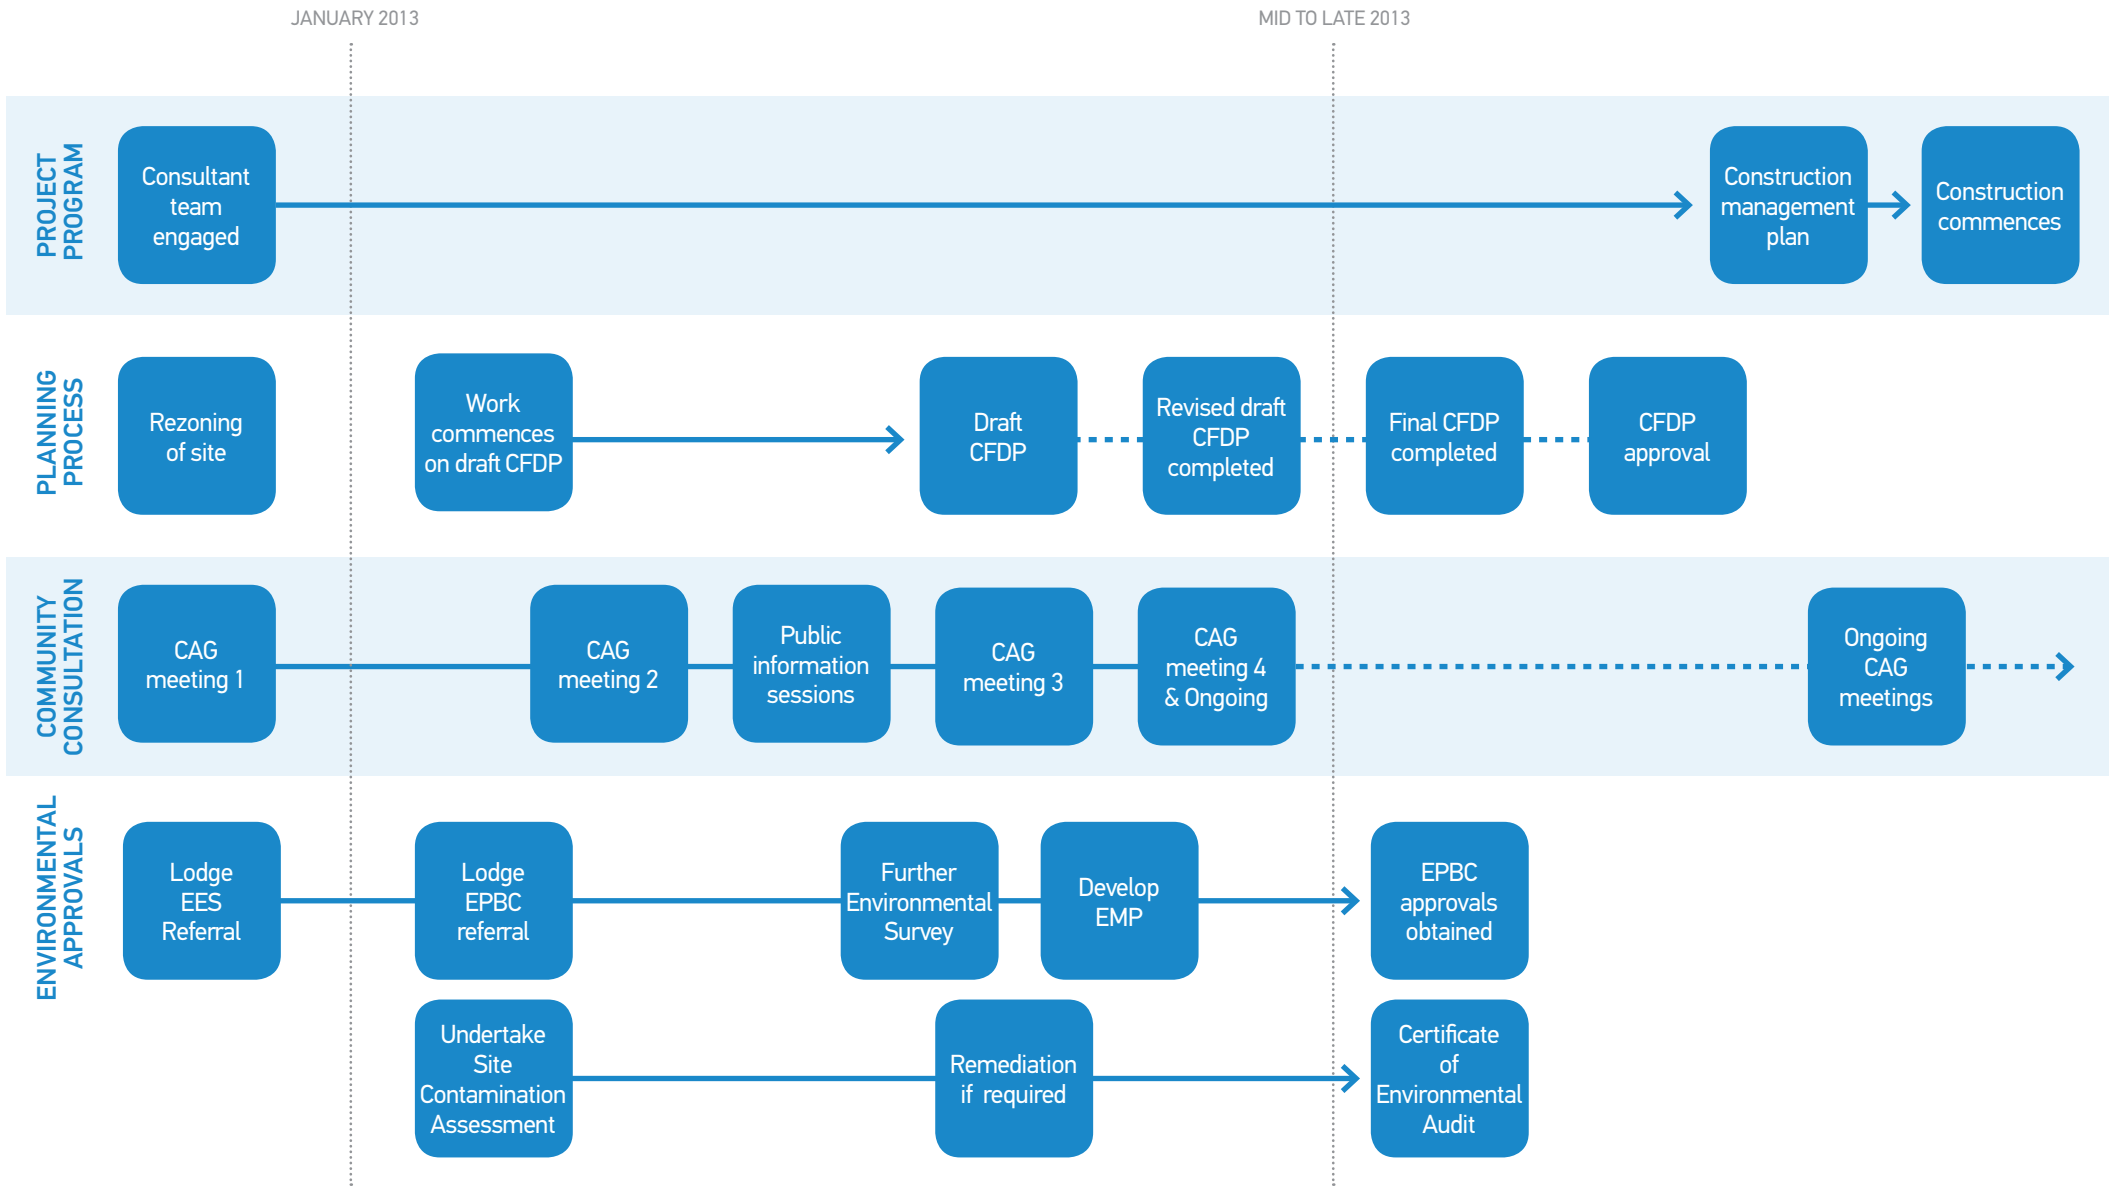 JANUARY 2013
MID TO LATE 2013
PROJECT
PROGRAM
Consultant
team
engaged
Construction
management
plan
Construction
commences
PLANNING
PROCESS
Rezoning
of site
Work
commences
on draft CFDP
Draft
CFDP
Revised draft
CFDP
completed
Final CFDP
completed
CFDP
approval
COMMUNITY
CONSULTATION
CAG
meeting 1
CAG
meeting 2
Public
information
sessions
CAG
meeting 3
CAG
meeting 4
& Ongoing
Ongoing
CAG
meetings
ENVIRONMENTAL
APPROVALS
Lodge
EES
Referral
Lodge
EPBC
referral
Further
Environmental
Survey
Develop
EMP
EPBC
approvals
obtained
Undertake
Site
Contamination
Assessment
Remediation
if required
Certificate
of
Environmental
Audit